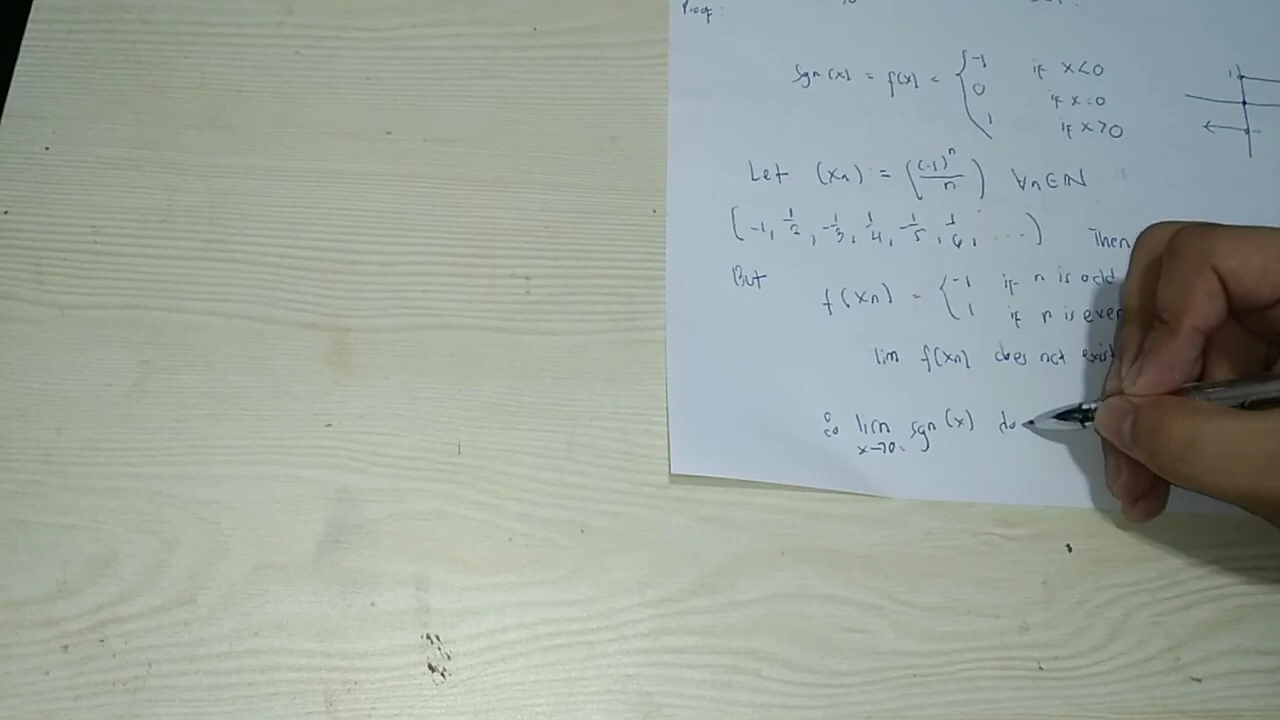 Proof:
Sgn(x) = f(x) = { -1 if x<0
0 if x=0
1 if x>0
Let (xn) := ((-1)^n / n) ∀n∈ℕ
(-1, 1/2, -1/3, 1/4, -1/5, 1/6, ...) Then
But f(xn) = { -1 if n is odd
1 if n is even
lim f(xn) does not exist
∴ lim x→0 sgn(x) do